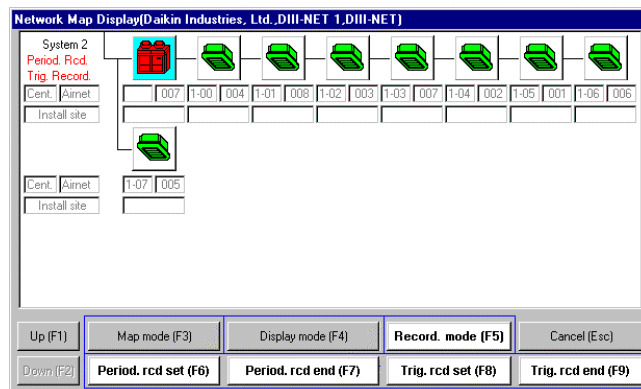 Network Map Display(Daikin Industries, Ltd.,DIII-NET 1,DIII-NET)
System 2
Period. Rcd.
Trig. Record.
Cent. Airnet 007 1-00 004 1-01 008 1-02 003 1-03 007 1-04 002 1-05 001 1-06 006
Install site
Cent. Airnet 1-07 005
Install site
Up (F1) Map mode (F3) Display mode (F4) Record. mode (F5) Cancel (Esc)
Down (F2) Period. rcd set (F6) Period. rcd end (F7) Trig. rcd set (F8) Trig. rcd end (F9)